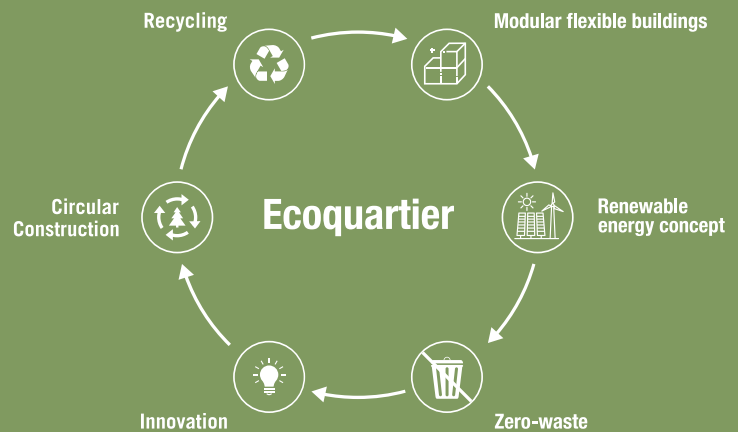 Recycling
Modular flexible buildings
Circular
Construction
Ecoquartier
Renewable
energy concept
Innovation
Zero-waste